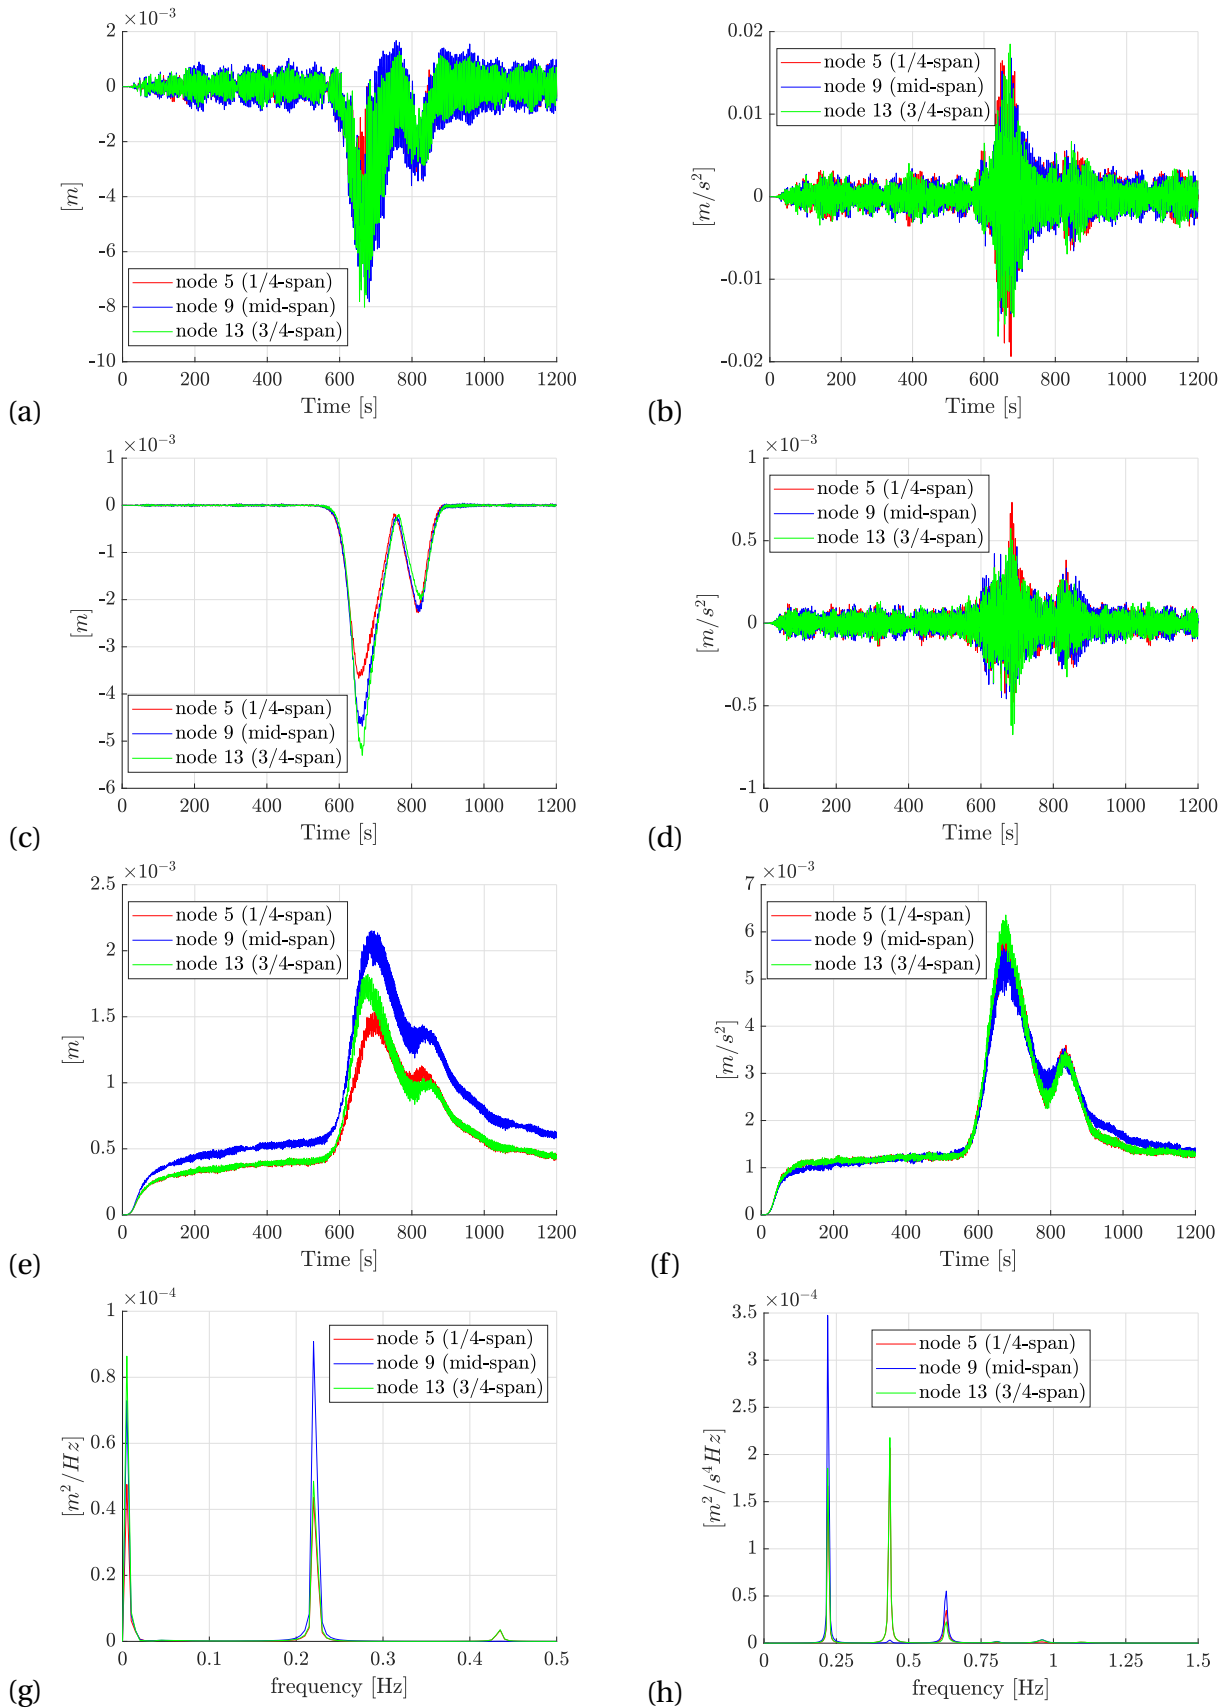 ×10⁻³
2
0
-2
-4
-6
-8
-10
[m]
node 5 (1/4-span)
node 9 (mid-span)
node 13 (3/4-span)
0 200 400 600 800 1000 1200
Time [s]
(a)
0.02
0.01
0
-0.01
-0.02
[m/s²]
node 5 (1/4-span)
node 9 (mid-span)
node 13 (3/4-span)
0 200 400 600 800 1000 1200
Time [s]
(b)
×10⁻³
1
0
-1
-2
-3
-4
-5
-6
[m]
node 5 (1/4-span)
node 9 (mid-span)
node 13 (3/4-span)
0 200 400 600 800 1000 1200
Time [s]
(c)
×10⁻³
1
0.5
0
-0.5
-1
[m/s²]
node 5 (1/4-span)
node 9 (mid-span)
node 13 (3/4-span)
0 200 400 600 800 1000 1200
Time [s]
(d)
×10⁻³
2.5
2
1.5
1
0.5
0
[m]
node 5 (1/4-span)
node 9 (mid-span)
node 13 (3/4-span)
0 200 400 600 800 1000 1200
Time [s]
(e)
×10⁻³
7
6
5
4
3
2
1
0
[m/s²]
node 5 (1/4-span)
node 9 (mid-span)
node 13 (3/4-span)
0 200 400 600 800 1000 1200
Time [s]
(f)
×10⁻⁴
1
0.8
0.6
0.4
0.2
0
[m²/Hz]
node 5 (1/4-span)
node 9 (mid-span)
node 13 (3/4-span)
0 0.1 0.2 0.3 0.4 0.5
frequency [Hz]
(g)
×10⁻⁴
3.5
3
2.5
2
1.5
1
0.5
0
[m²/s⁴Hz]
node 5 (1/4-span)
node 9 (mid-span)
node 13 (3/4-span)
0 0.25 0.5 0.75 1 1.25 1.5
frequency [Hz]
(h)